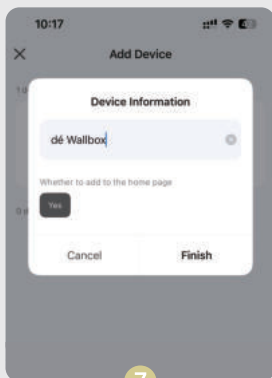 10:17
Add Device
Device Information
dé Wallbox
Whether to add to the home page
Yes
Cancel
Finish
7